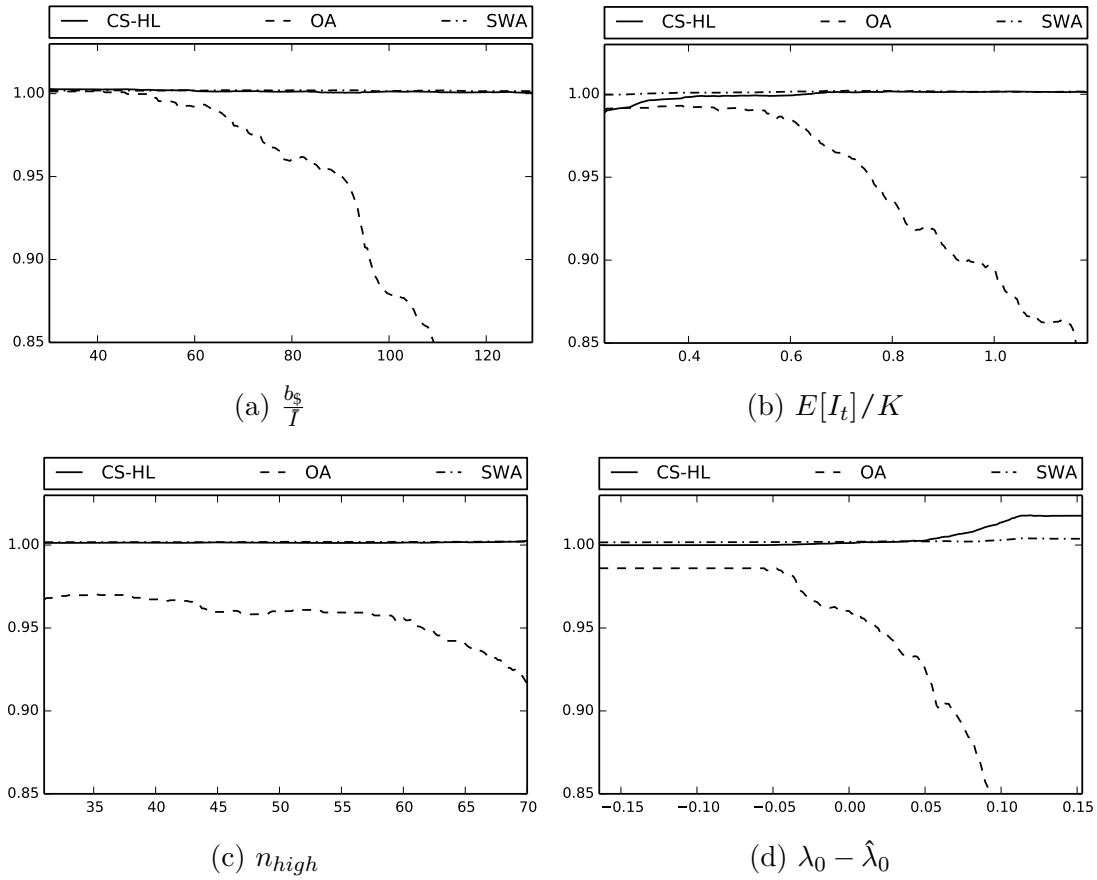 CS-HL OA SWA
1.00
0.95
0.90
0.85
40 60 80 100 120
(a) b$ / Ī
CS-HL OA SWA
1.00
0.95
0.90
0.85
0.4 0.6 0.8 1.0
(b) E[I_t]/K
CS-HL OA SWA
1.00
0.95
0.90
0.85
35 40 45 50 55 60 65 70
(c) n_high
CS-HL OA SWA
1.00
0.95
0.90
0.85
−0.15 −0.10 −0.05 0.00 0.05 0.10 0.15
(d) λ₀ − λ̂₀